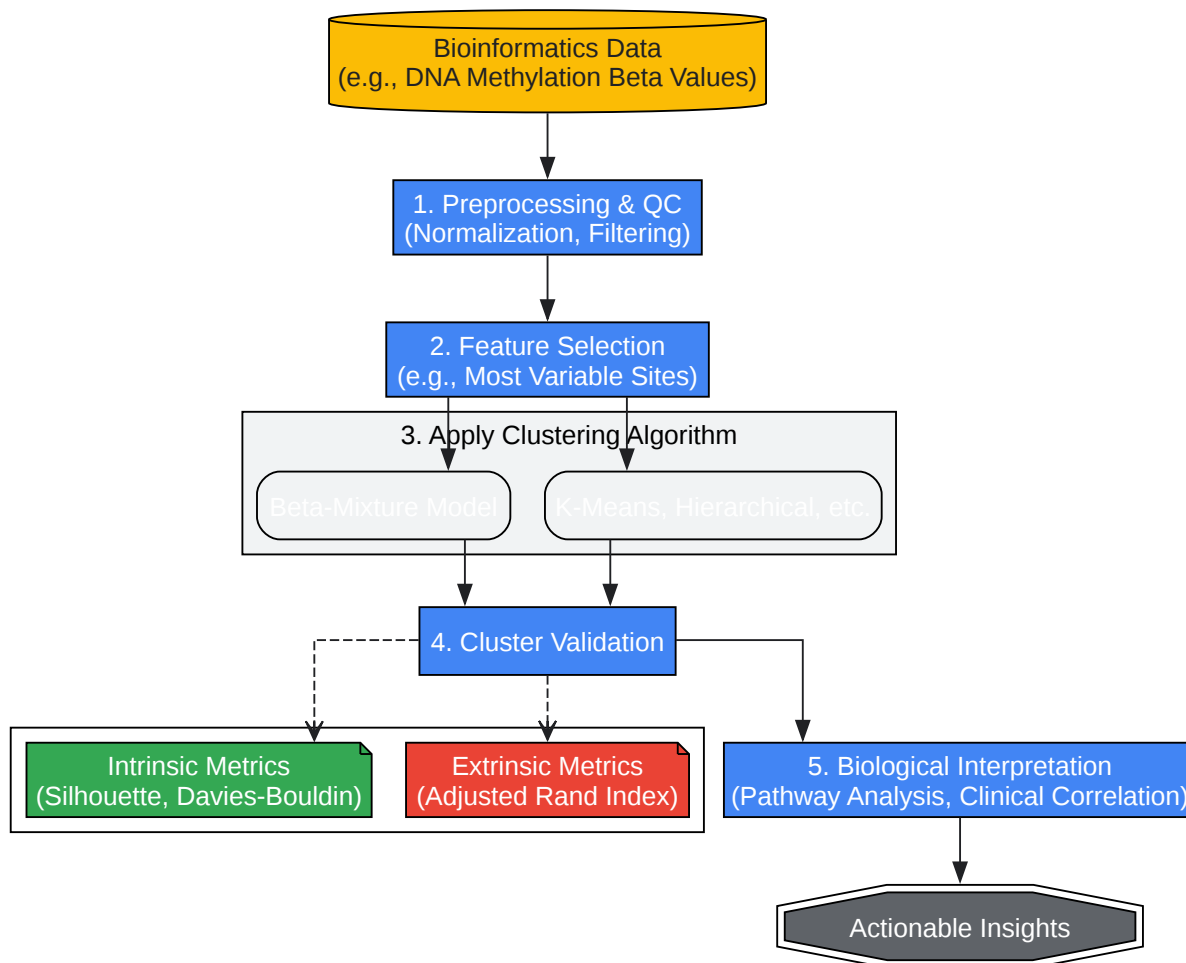 Bioinformatics Data
(e.g., DNA Methylation Beta Values)
1. Preprocessing & QC
(Normalization, Filtering)
2. Feature Selection
(e.g., Most Variable Sites)
3. Apply Clustering Algorithm
Beta-Mixture Model
K-Means, Hierarchical, etc.
4. Cluster Validation
Intrinsic Metrics
(Silhouette, Davies-Bouldin)
Extrinsic Metrics
(Adjusted Rand Index)
5. Biological Interpretation
(Pathway Analysis, Clinical Correlation)
Actionable Insights